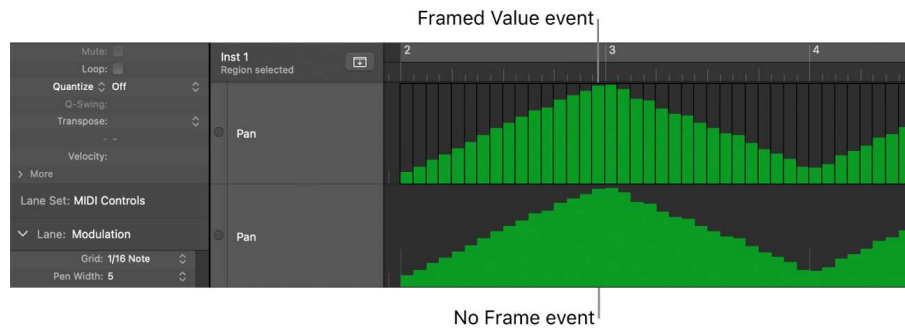 Framed Value event
Mute:
Loop:
Quantize Off
Q-Swing:
Transpose:
- -
Velocity:
> More
Lane Set: MIDI Controls
Lane: Modulation
Grid: 1/16 Note
Pen Width: 5
Inst 1
Region selected
2 3 4
Pan
Pan
No Frame event